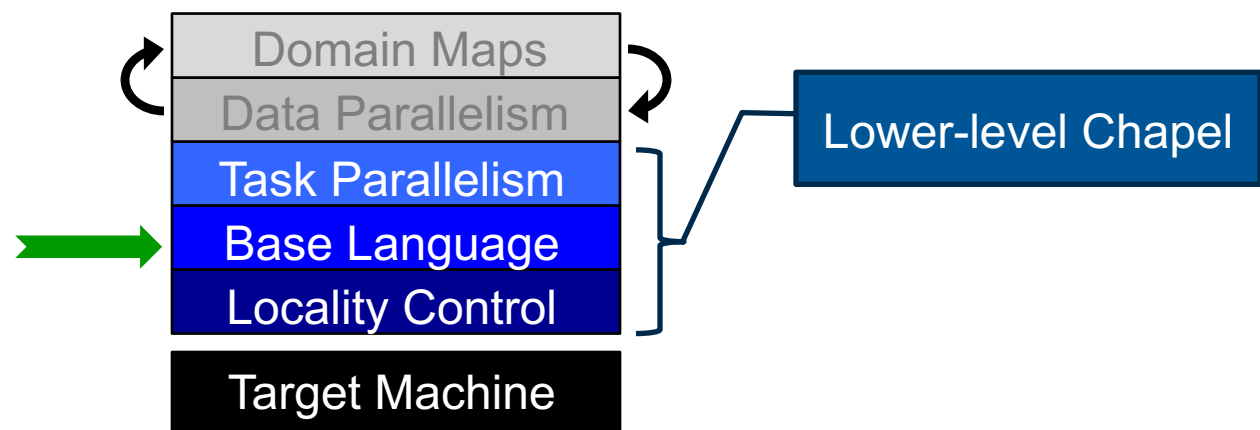 Domain Maps
Data Parallelism
Task Parallelism
Base Language
Locality Control
Target Machine
Lower-level Chapel